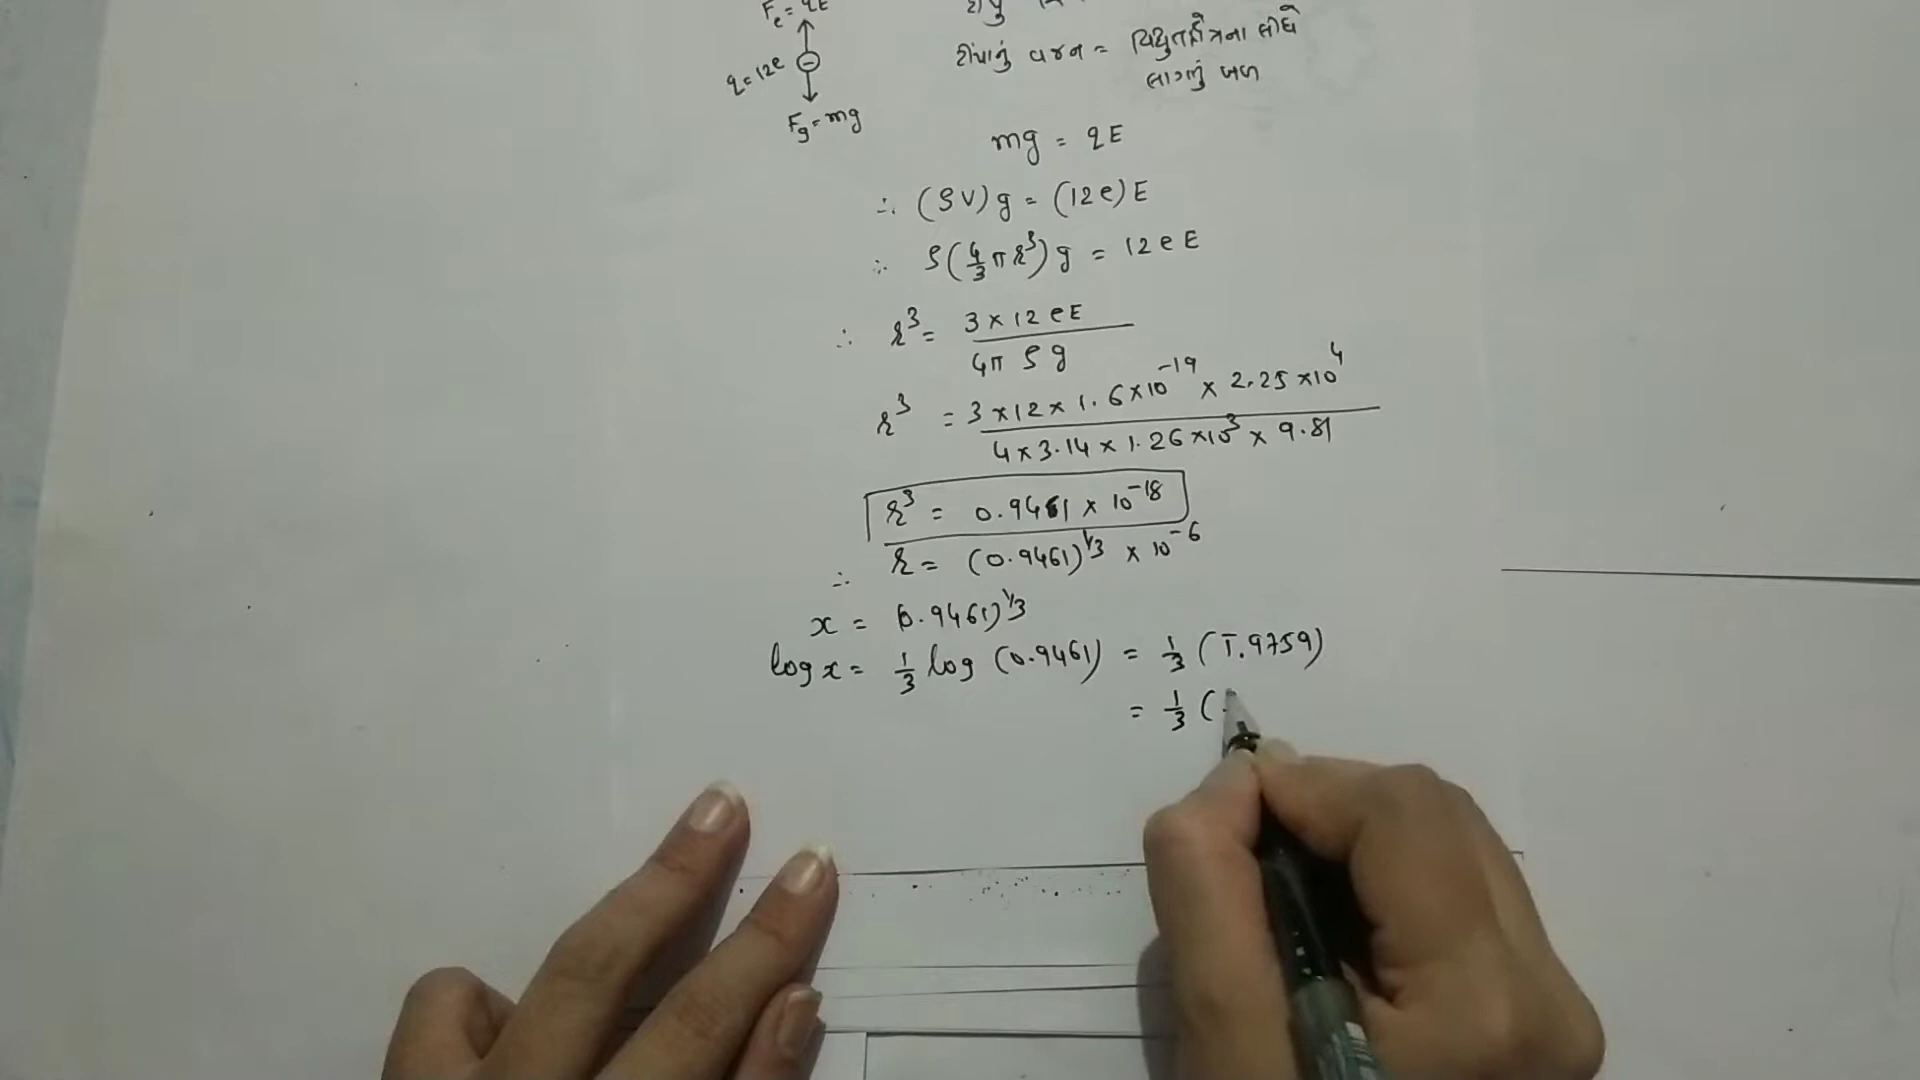 Fe = qE
q = 12e
Fg = mg
ટીપાનું વજન = વિદ્યુતક્ષેત્રના લીધે
લાગતું બળ
mg = qE
∴ (ρV)g = (12e)E
∴ ρ(4/3 πr³)g = 12eE
∴ r³ = 3×12eE / 4πρg
r³ = 3×12×1.6×10⁻¹⁹ × 2.25×10⁴ / 4×3.14×1.26×10³ × 9.81
r³ = 0.9461 × 10⁻¹⁸
∴ r = (0.9461)^1/3 × 10⁻⁶
x = (0.9461)^1/3
log x = 1/3 log (0.9461) = 1/3 (1̅.9759)
= 1/3 (